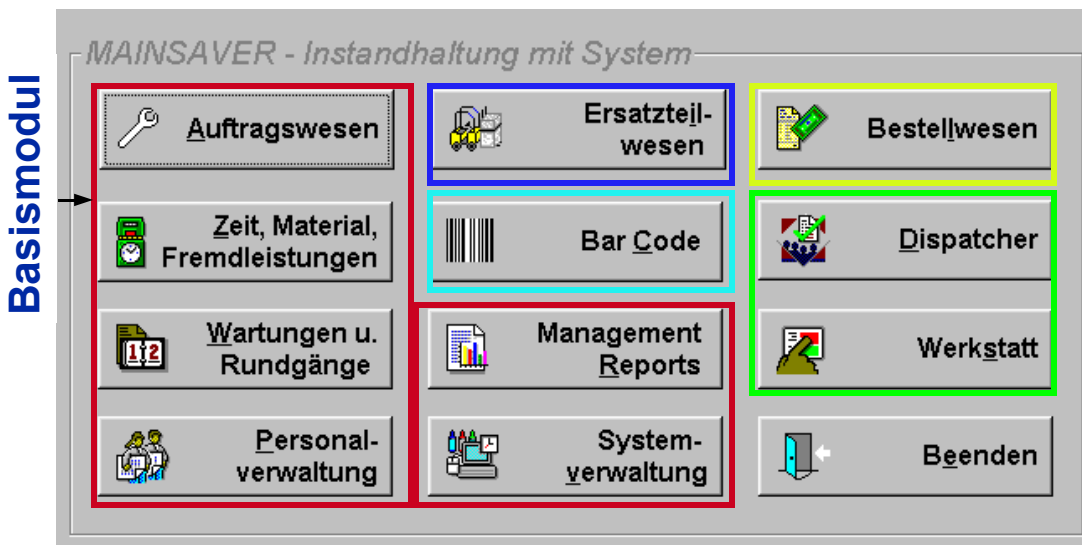 Basismodul
MAINSAVER - Instandhaltung mit System
Auftragswesen
Ersatzteil-
wesen
Bestellwesen
Zeit, Material,
Fremdleistungen
Bar Code
Dispatcher
Wartungen u.
Rundgänge
Management
Reports
Werkstatt
Personal-
verwaltung
System-
verwaltung
Beenden